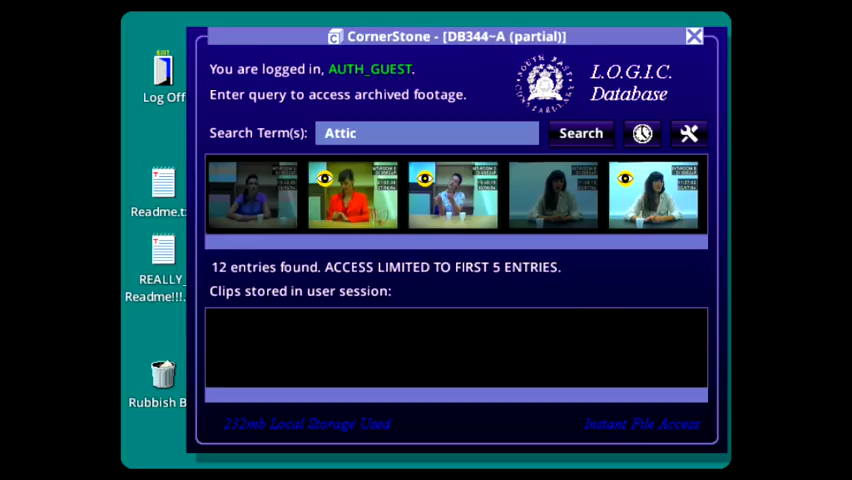 CornerStone - [DB344~A (partial)]
EXIT
You are logged in, AUTH_GUEST.
L.O.G.I.C.
Database
Log Off
Enter query to access archived footage.
Search Term(s): Attic Search
Readme.t
12 entries found. ACCESS LIMITED TO FIRST 5 ENTRIES.
REALLY_
Readme!!!.
Clips stored in user session:
Rubbish B
232mb Local Storage Used
Instant File Access